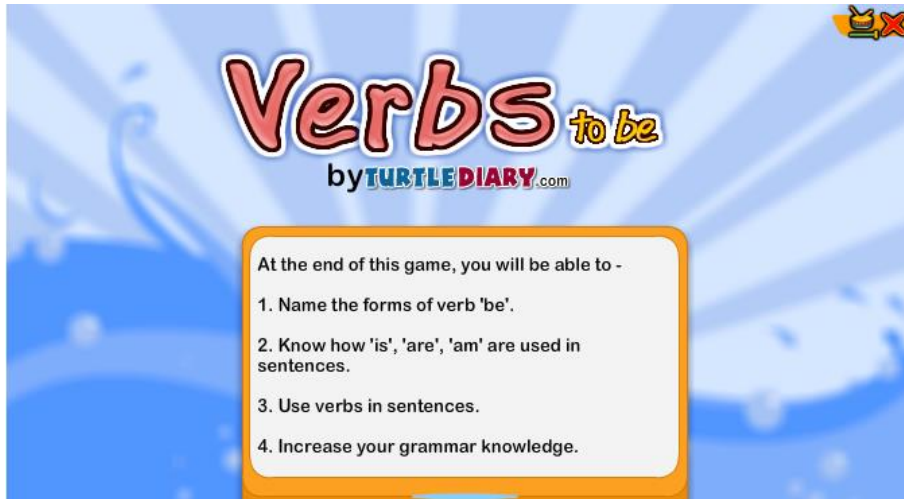 Verbs to be
by TURTLEDIARY.com
At the end of this game, you will be able to -
1. Name the forms of verb 'be'.
2. Know how 'is', 'are', 'am' are used in
sentences.
3. Use verbs in sentences.
4. Increase your grammar knowledge.